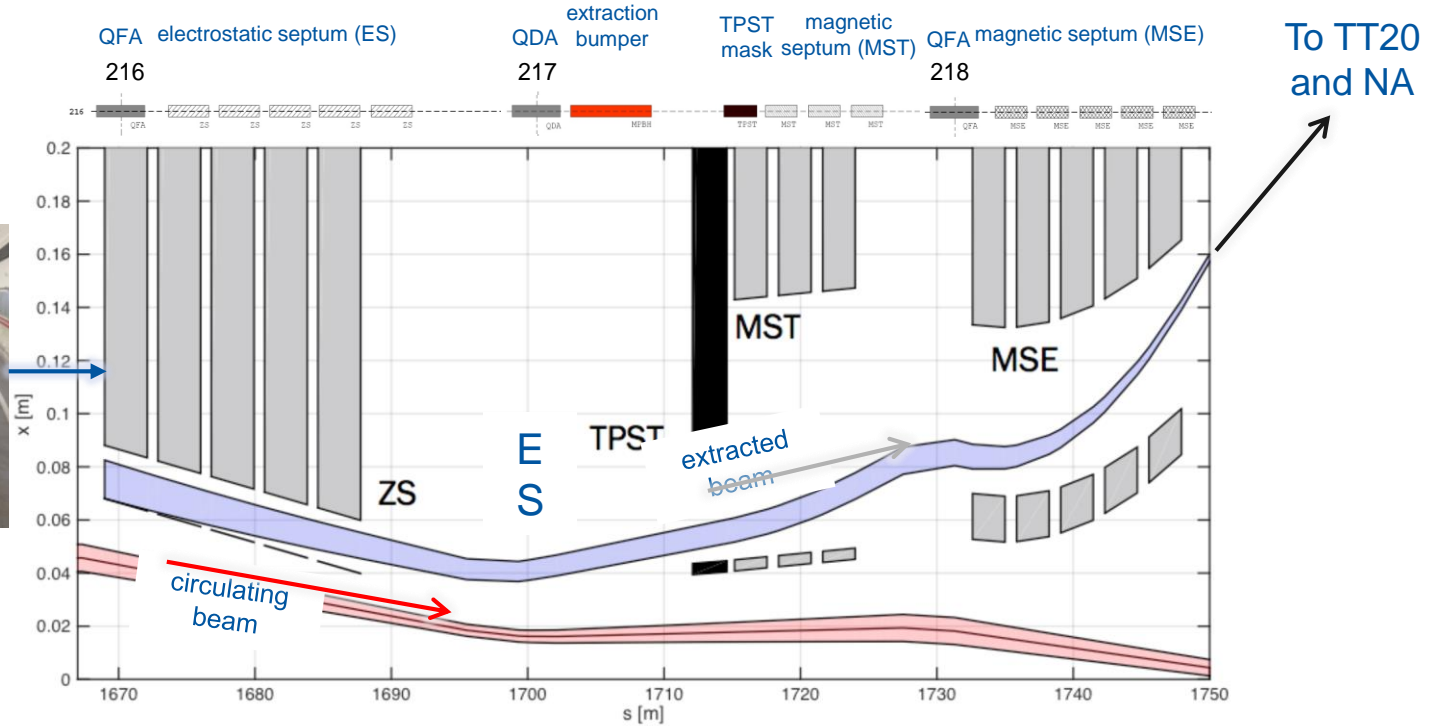 QFA electrostatic septum (ES)
216
QDA
217
extraction
bumper
TPST
mask
magnetic
septum (MST)
QFA magnetic septum (MSE)
218
To TT20
and NA
216
QFA
ZS
ZS
ZS
ZS
ZS
QDA
MPBH
TPST
MST
MST
MST
QFA
MSE
MSE
MSE
MSE
MSE
0.2
0.18
0.16
0.14
0.12
0.1
0.08
0.06
0.04
0.02
0
x [m]
MST
MSE
TPST
ZS
E
S
extracted
beam
circulating
beam
1670 1680 1690 1700 1710 1720 1730 1740 1750
s [m]